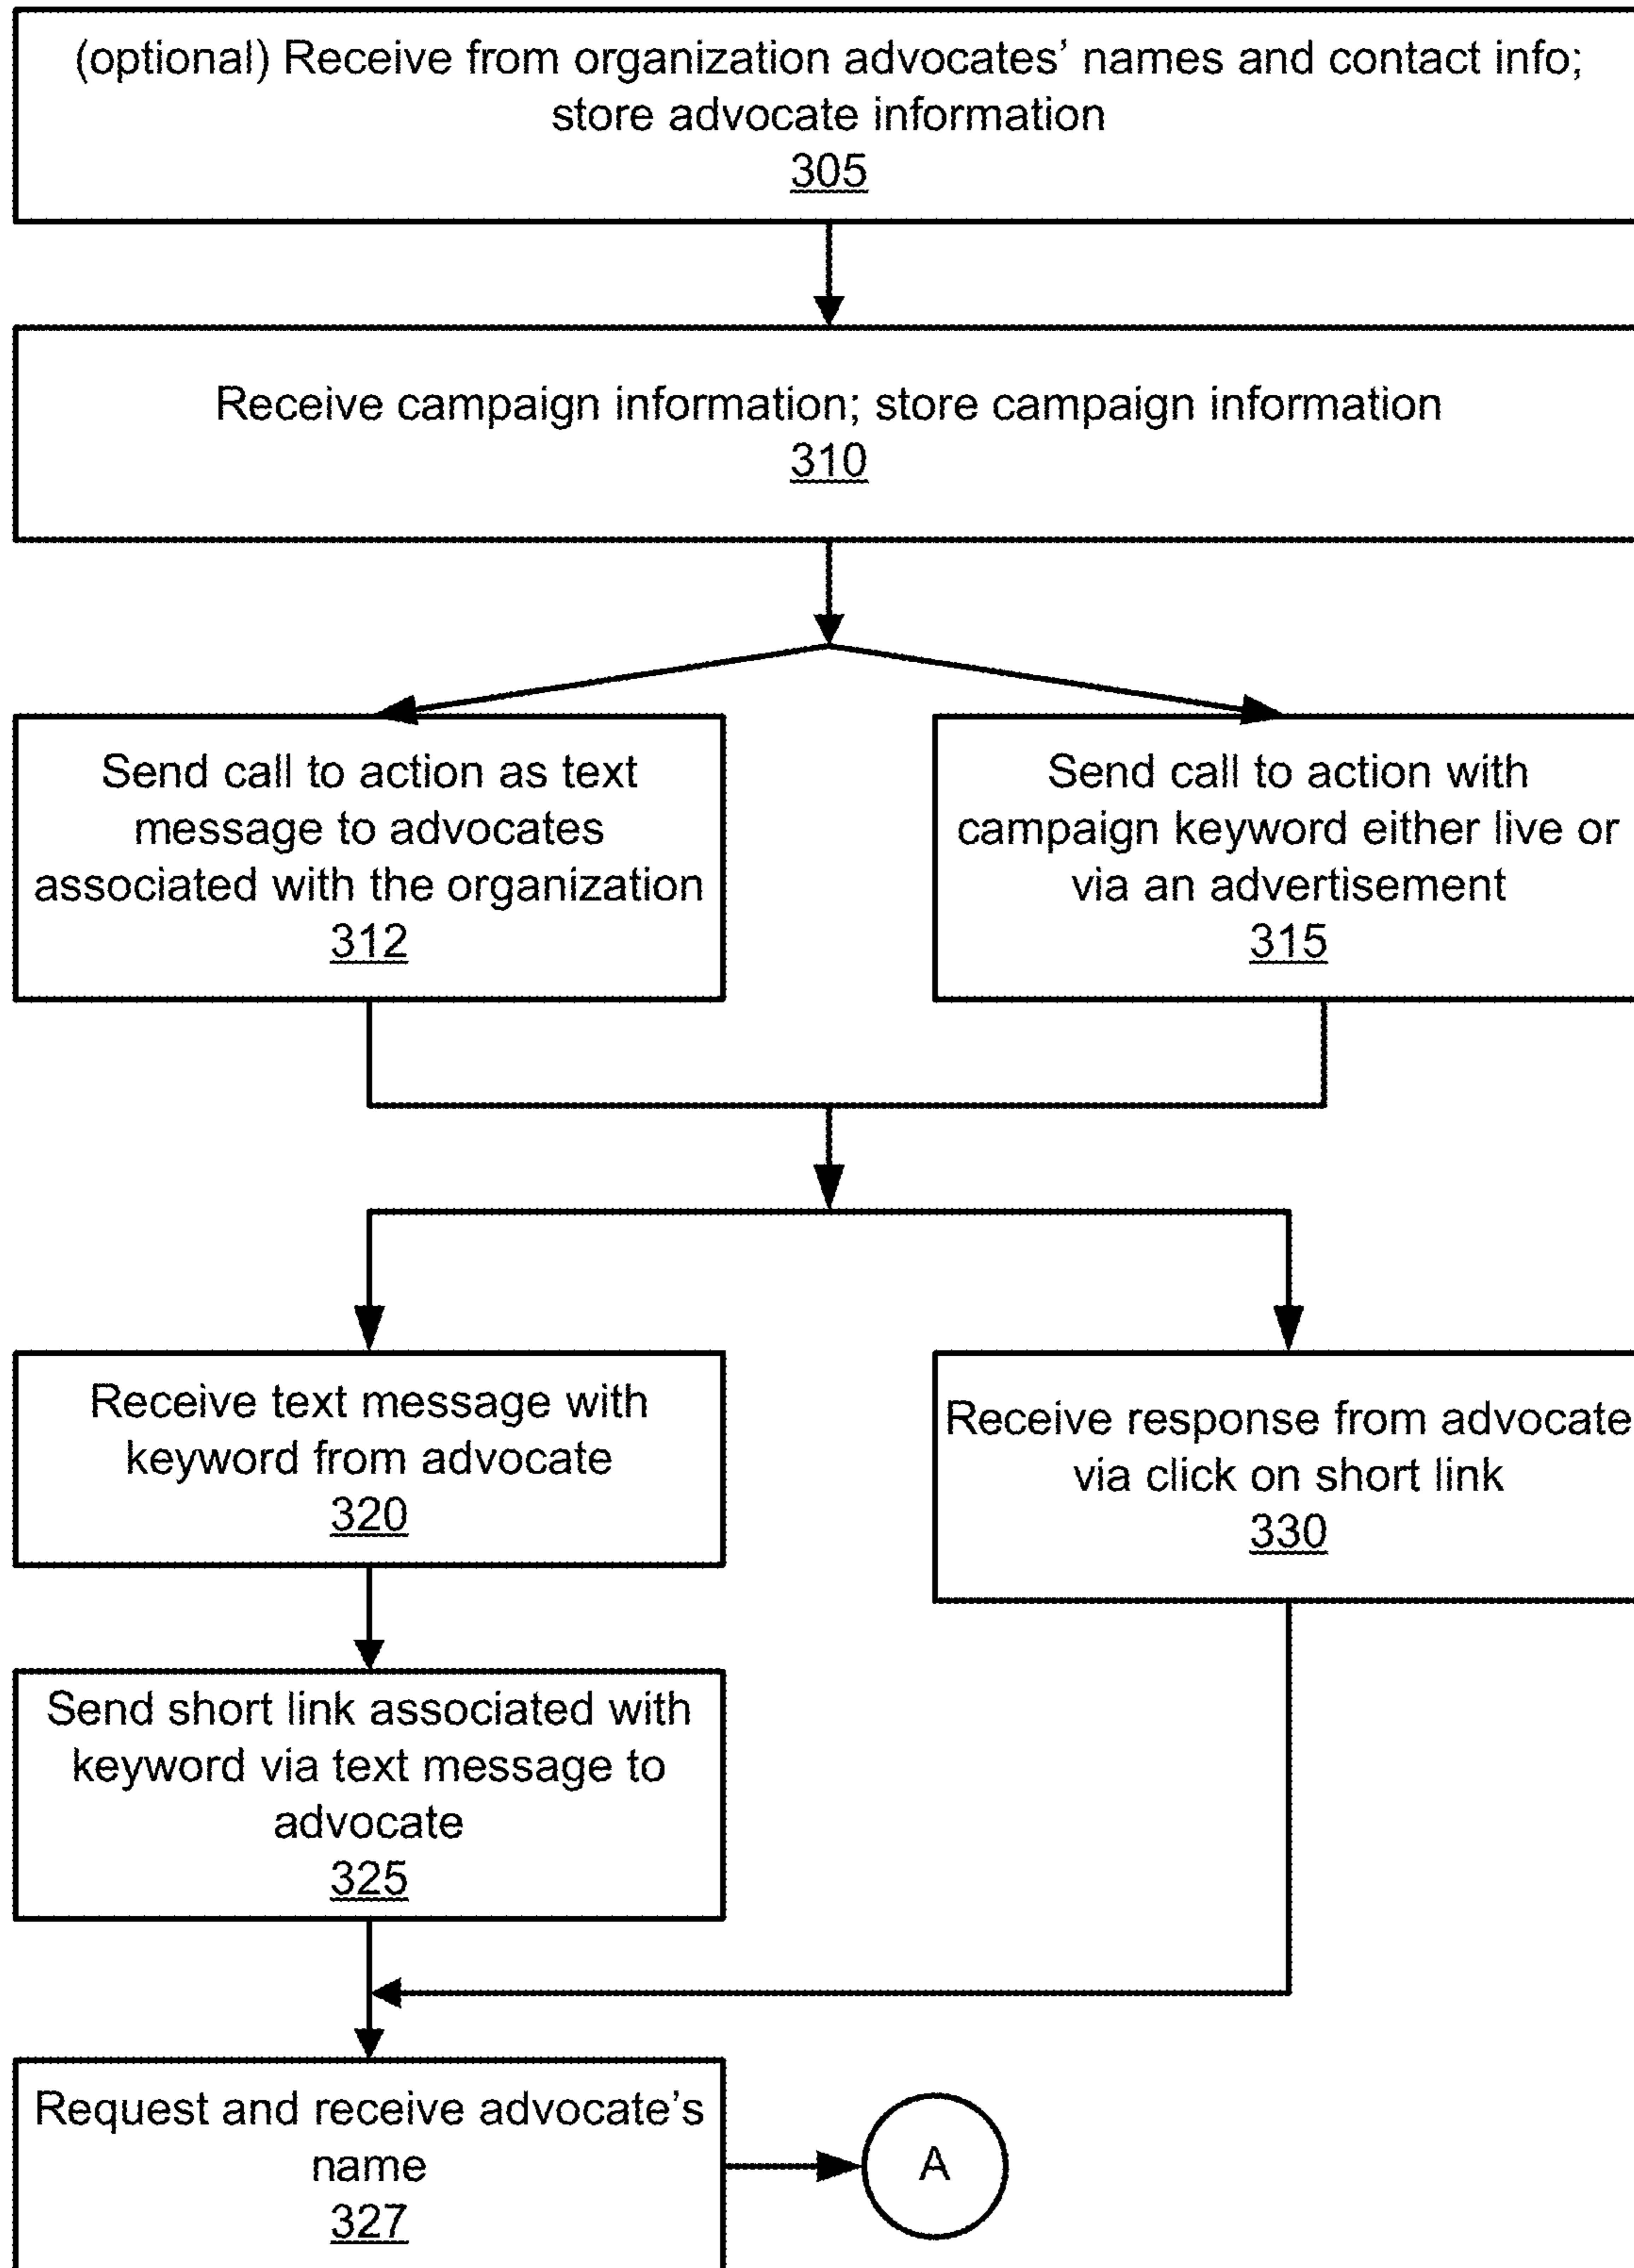 (optional) Receive from organization advocates’ names and contact info;
store advocate information
305
Receive campaign information; store campaign information
310
Send call to action as text
message to advocates
associated with the organization
312
Send call to action with
campaign keyword either live or
via an advertisement
315
Receive text message with
keyword from advocate
320
Receive response from advocate
via click on short link
330
Send short link associated with
keyword via text message to
advocate
325
Request and receive advocate’s
name
327
A